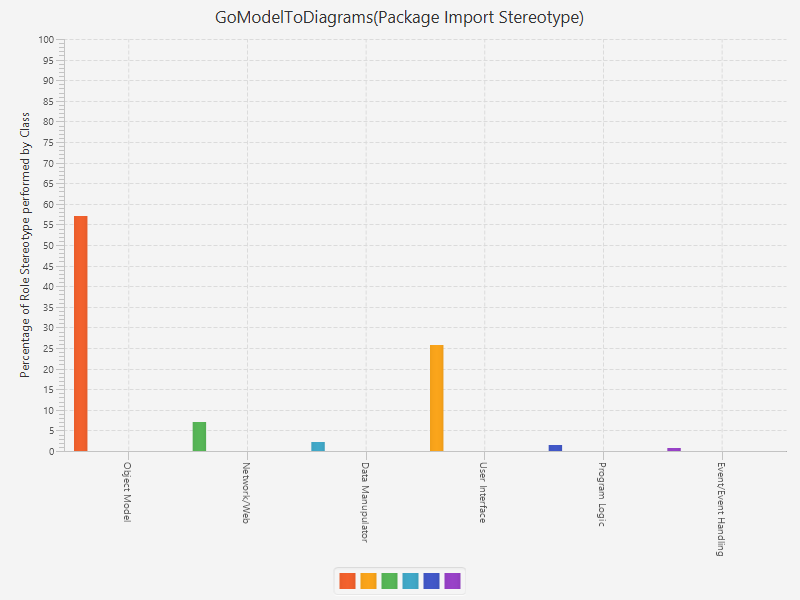 GoModelToDiagrams(Package Import Stereotype)
Percentage of Role Stereotype performed by Class
100
95
90
85
80
75
70
65
60
55
50
45
40
35
30
25
20
15
10
5
0
Object Model
Network/Web
Data Manupulator
User Interface
Program Logic
Event/Event Handling